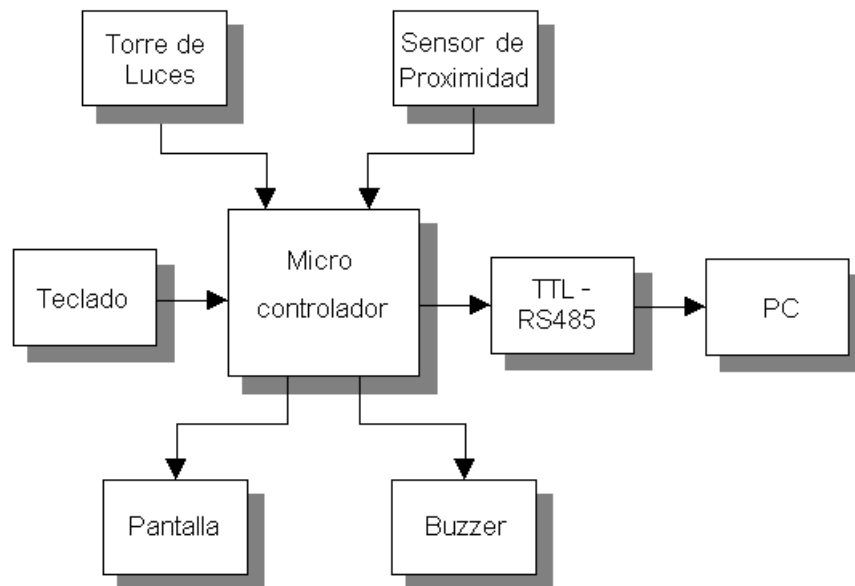 Torre de
Luces
Sensor de
Proximidad
Teclado
Micro
controlador
TTL -
RS485
PC
Pantalla
Buzzer